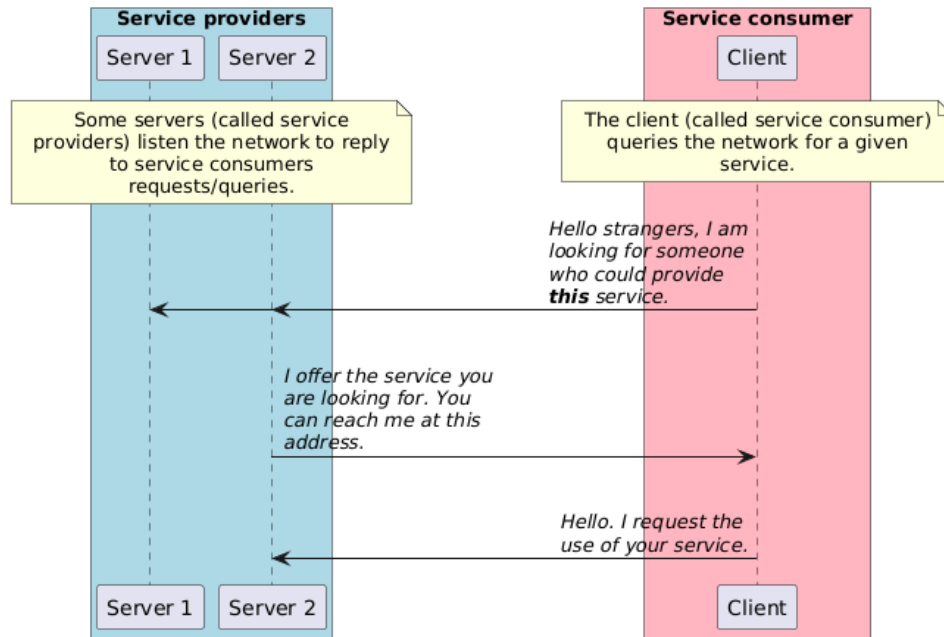 Service providers
Service consumer
Server 1
Server 2
Client
Some servers (called service
providers) listen the network to reply
to service consumers
requests/queries.
The client (called service consumer)
queries the network for a given
service.
Hello strangers, I am
looking for someone
who could provide
this service.
I offer the service you
are looking for. You
can reach me at this
address.
Hello. I request the
use of your service.
Server 1
Server 2
Client